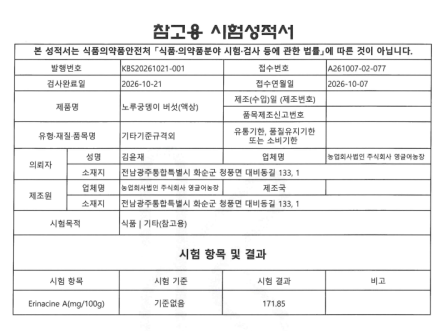 참고용 시험성적서
본 성적서는 식품의약품안전처 「식품·의약품분야 시험·검사 등에 관한 법률」에 따른 것이 아닙니다.
발행번호 KBS20261021-001 접수번호 A261007-02-077
검사완료일 2026-10-21 접수연월일 2026-10-07
제품명 노루궁뎅이 버섯(액상) 제조(수입)일 (제조번호)
품목제조신고번호
유형·재질·품목명 기타기준규격외 유통기한, 품질유지기한
또는 소비기한
의뢰자 성명 김윤재 업체명 농업회사법인 주식회사 영글어농장
소재지 전남광주통합특별시 화순군 청풍면 대비동길 133, 1
제조원 업체명 농업회사법인 주식회사 영글어농장 제조국
소재지 전남광주통합특별시 화순군 청풍면 대비동길 133, 1
시험목적 식품 | 기타(참고용)
시험 항목 및 결과
시험 항목 시험 기준 시험 결과 비고
Erinacine A(mg/100g) 기준없음 171.85